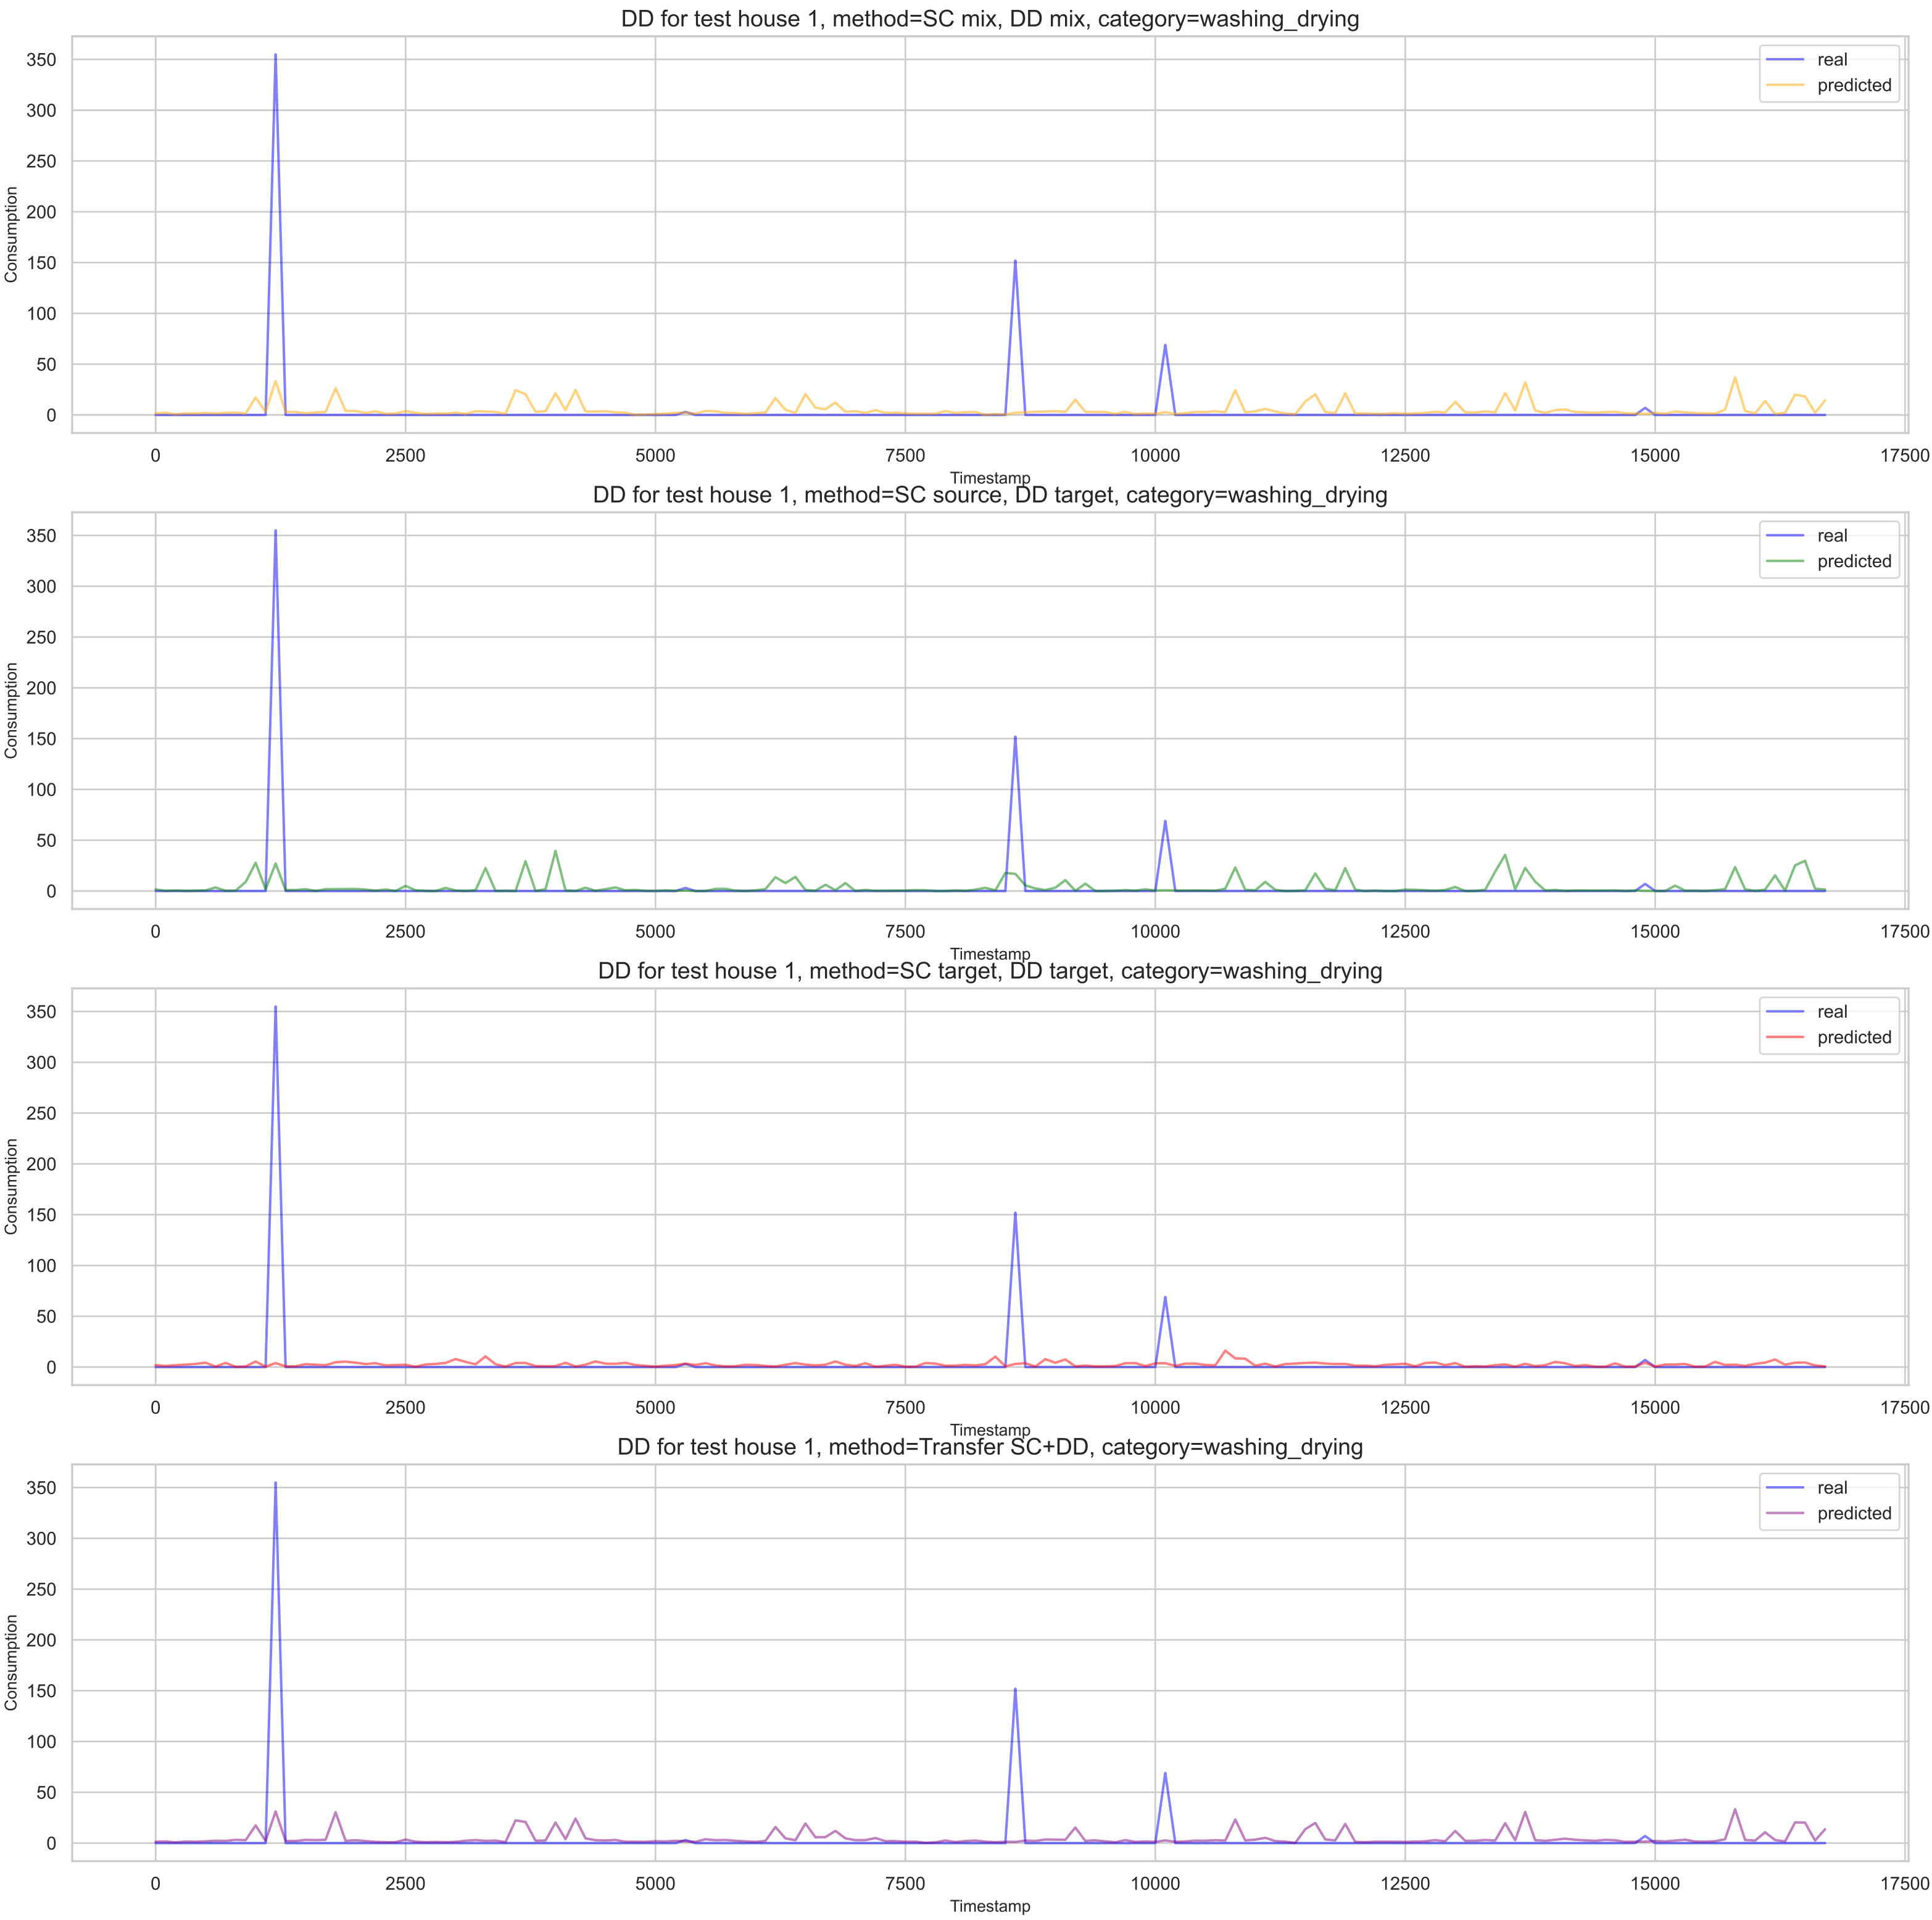 DD for test house 1, method=SC mix, DD mix, category=washing_drying
350
300
250
200
150
100
50
0
Consumption
real
predicted
0 2500 5000 7500 10000 12500 15000 17500
Timestamp
DD for test house 1, method=SC source, DD target, category=washing_drying
350
300
250
200
150
100
50
0
Consumption
real
predicted
0 2500 5000 7500 10000 12500 15000 17500
Timestamp
DD for test house 1, method=SC target, DD target, category=washing_drying
350
300
250
200
150
100
50
0
Consumption
real
predicted
0 2500 5000 7500 10000 12500 15000 17500
Timestamp
DD for test house 1, method=Transfer SC+DD, category=washing_drying
350
300
250
200
150
100
50
0
Consumption
real
predicted
0 2500 5000 7500 10000 12500 15000 17500
Timestamp